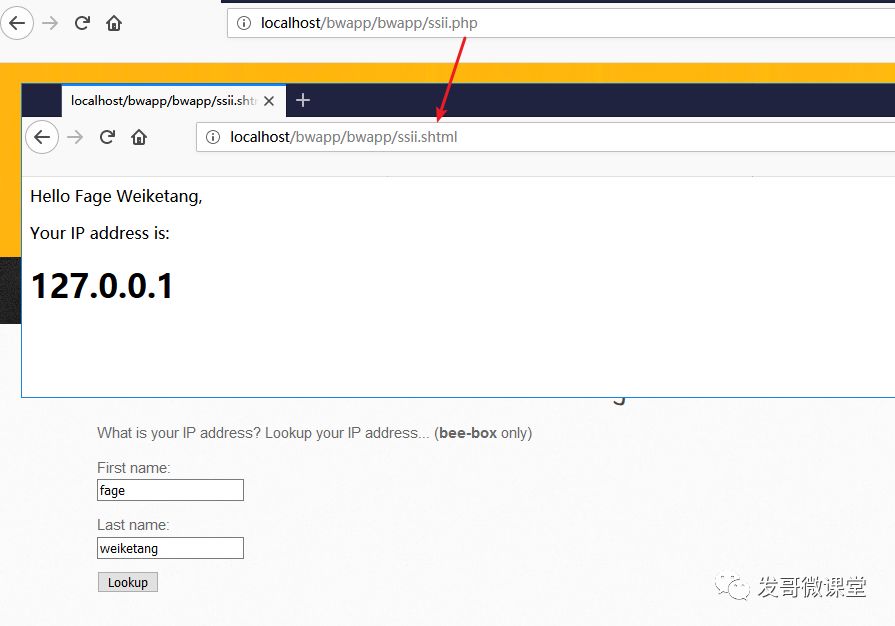 localhost/bwapp/bwapp/ssii.php
localhost/bwapp/bwapp/ssii.sht
localhost/bwapp/bwapp/ssii.shtml
Hello Fage Weiketang,
Your IP address is:
127.0.0.1
What is your IP address? Lookup your IP address... (bee-box only)
First name:
fage
Last name:
weiketang
Lookup
发哥微课堂